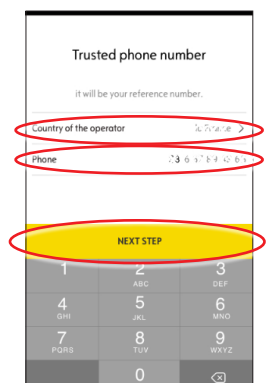 Trusted phone number
it will be your reference number.
Country of the operator >
Phone
NEXT STEP
1 2 3
ABC DEF
4 5 6
GHI JKL MNO
7 8 9
PQRS TUV WXYZ
0